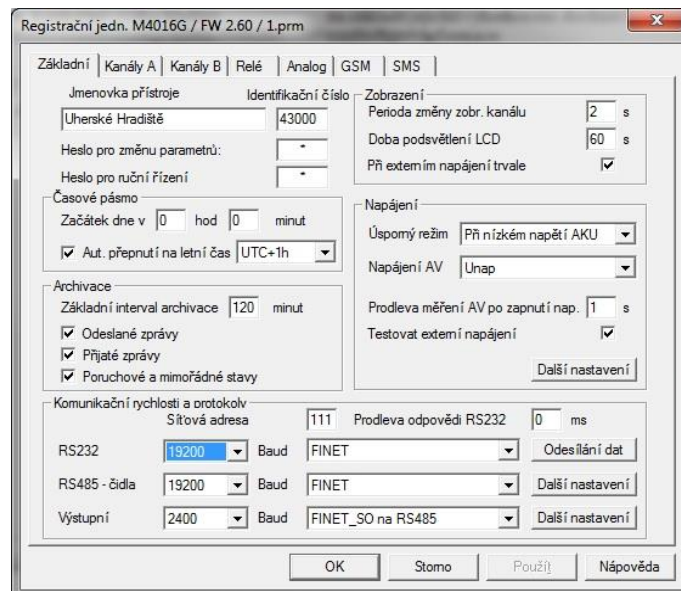 Registrační jedn. M4016G / FW 2.60 / 1.prm
Základní Kanály A Kanály B Relé Analog GSM SMS
Jmenovka přístroje Identifikační číslo
Uherské Hradiště 43000
Heslo pro změnu parametrů: *
Heslo pro ruční řízení *
Zobrazení
Perioda změny zobr. kanálu 2 s
Doba podsvětlení LCD 60 s
Při externím napájení trvale
Časové pásmo
Začátek dne v 0 hod 0 minut
Aut. přepnutí na letní čas UTC+1h
Napájení
Úsporný režim Při nízkém napětí AKU
Napájení AV Unap
Prodleva měření AV po zapnutí nap. 1 s
Testovat externí napájení
Další nastavení
Archivace
Základní interval archivace 120 minut
Odeslané zprávy
Přijaté zprávy
Poruchové a mimořádné stavy
Komunikační rychlosti a protokoly
Síťová adresa 111 Prodleva odpovědi RS232 0 ms
RS232 19200 Baud FINET Odesílání dat
RS485 - čidla 19200 Baud FINET Další nastavení
Výstupní 2400 Baud FINET_SO na RS485 Další nastavení
OK Storno Použít Nápověda